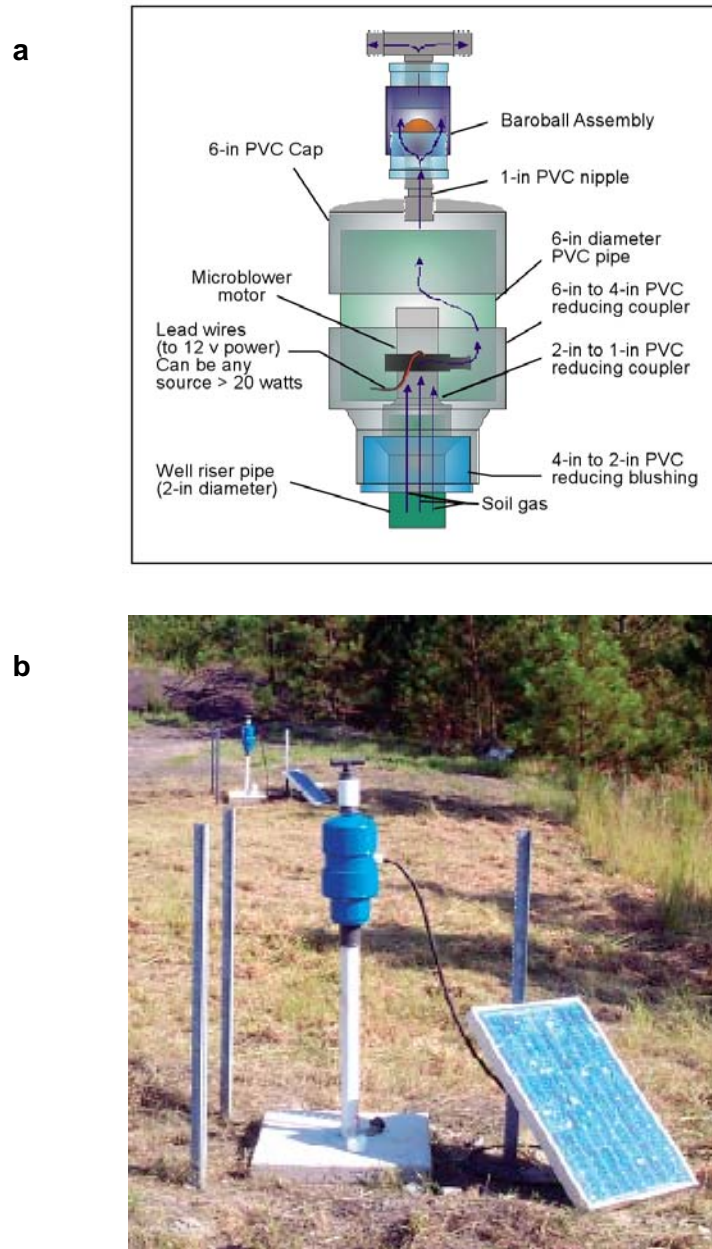 a
Baroball Assembly
6-in PVC Cap
1-in PVC nipple
6-in diameter
PVC pipe
Microblower
motor
6-in to 4-in PVC
reducing coupler
Lead wires
(to 12 v power)
Can be any
source > 20 watts
2-in to 1-in PVC
reducing coupler
Well riser pipe
(2-in diameter)
4-in to 2-in PVC
reducing blushing
Soil gas
b